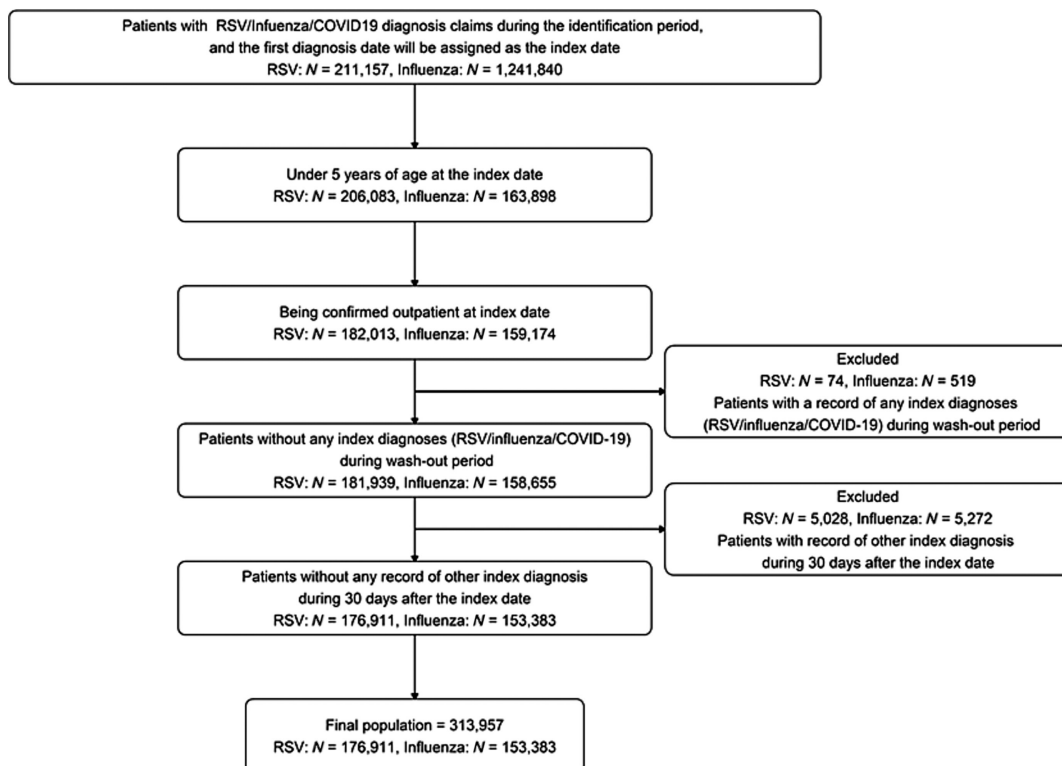 Patients with RSV/Infuenza/COVID19 diagnosis claims during the identification period,
and the first diagnosis date will be assigned as the index date
RSV: N = 211,157, Influenza: N = 1,241,840
Under 5 years of age at the index date
RSV: N = 206,083, Influenza: N = 163,898
Being confirmed outpatient at index date
RSV: N = 182,013, Influenza: N = 159,174
Excluded
RSV: N = 74, Influenza: N = 519
Patients with a record of any index diagnoses
(RSV/influenza/COVID-19) during wash-out period
Patients without any index diagnoses (RSV/influenza/COVID-19)
during wash-out period
RSV: N = 181,939, Influenza: N = 158,655
Excluded
RSV: N = 5,028, Influenza: N = 5,272
Patients with record of other index diagnosis
during 30 days after the index date
Patients without any record of other index diagnosis
during 30 days after the index date
RSV: N = 176,911, Influenza: N = 153,383
Final population = 313,957
RSV: N = 176,911, Influenza: N = 153,383